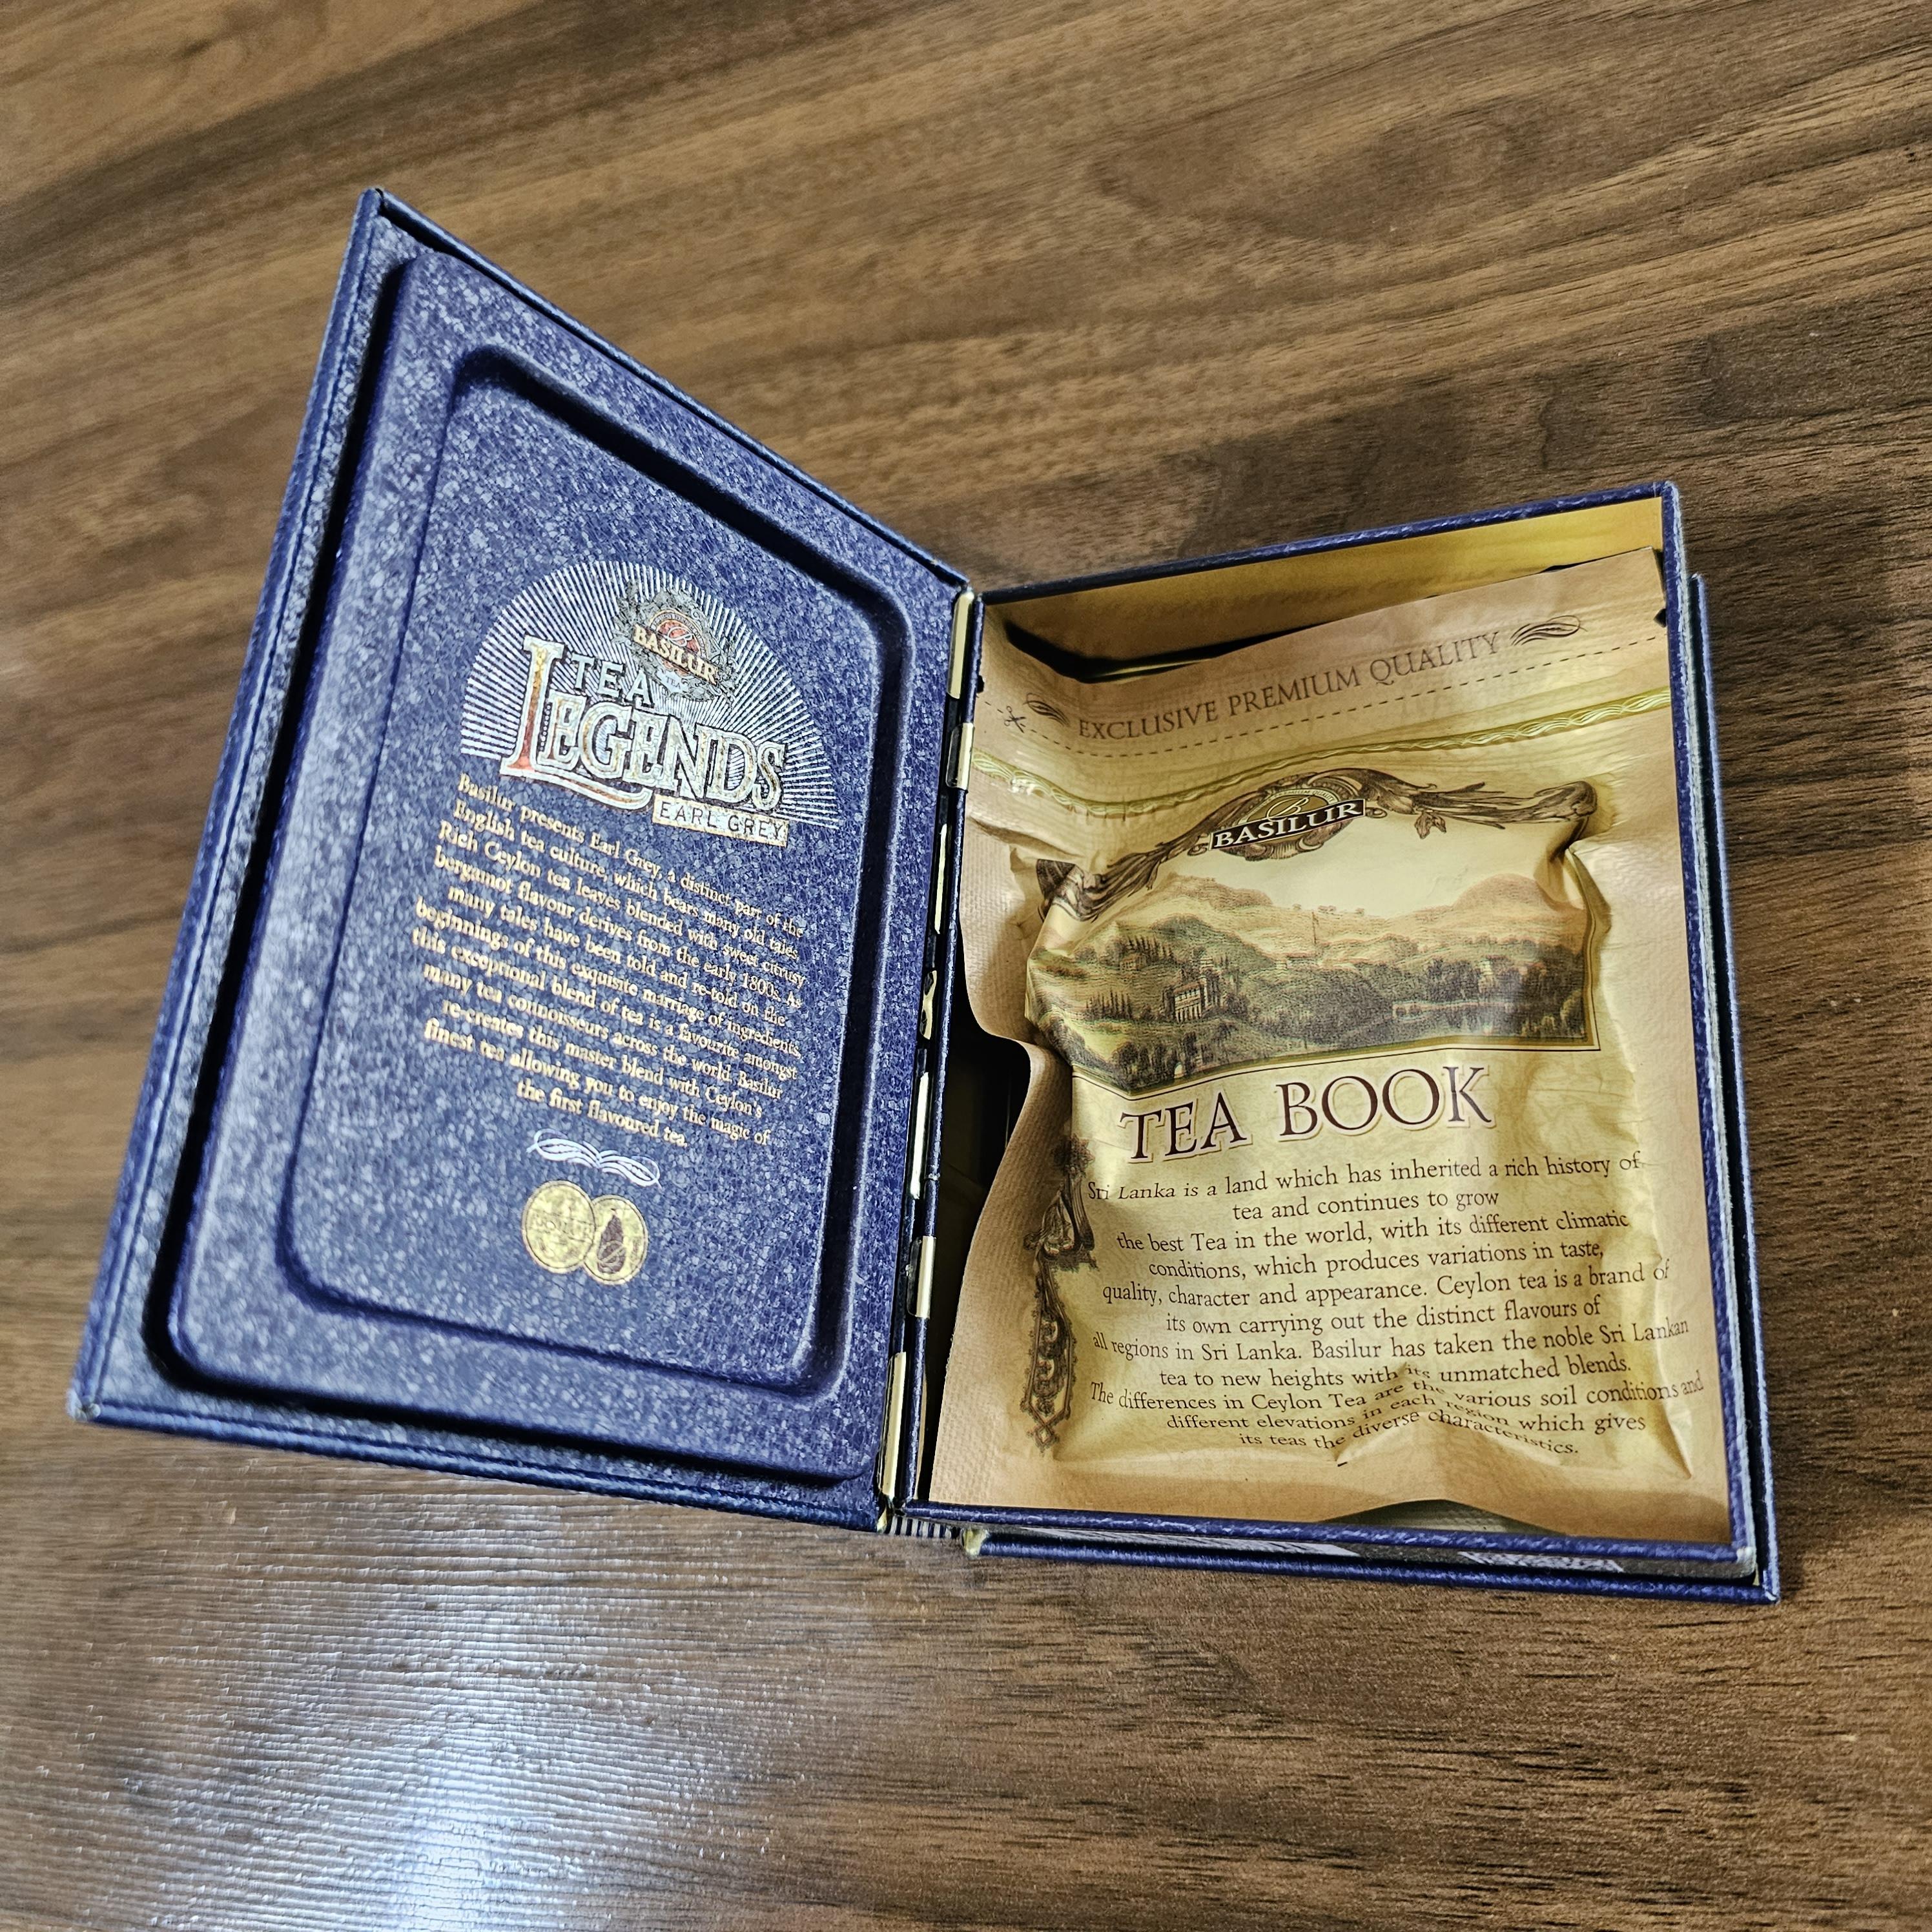 BASILUR
TEA
LEGENDS
EARL GREY
Basilur presents Earl Grey, a distinct part of the
English tea culture, which bears many old tales.
Rich Ceylon tea leaves blended with sweet citrusy
bergamot flavour derives from the early 1800s. As
many tales have been told and re-told on the
beginnings of this exquisite marriage of ingredients,
this exceptional blend of tea is a favourite amongst
many tea connoisseurs across the world. Basilur
re-creates this master blend with Ceylon's
finest tea allowing you to enjoy the magic of
the first flavoured tea.
EXCLUSIVE PREMIUM QUALITY
BASILUR
TEA BOOK
Sri Lanka is a land which has inherited a rich history of
tea and continues to grow
the best Tea in the world, with its different climatic
conditions, which produces variations in taste,
quality, character and appearance. Ceylon tea is a brand of
its own carrying out the distinct flavours of
all regions in Sri Lanka. Basilur has taken the noble Sri Lankan
tea to new heights with its unmatched blends.
The differences in Ceylon Tea are the various soil conditions and
different elevations in each region which gives
its teas the diverse characteristics.